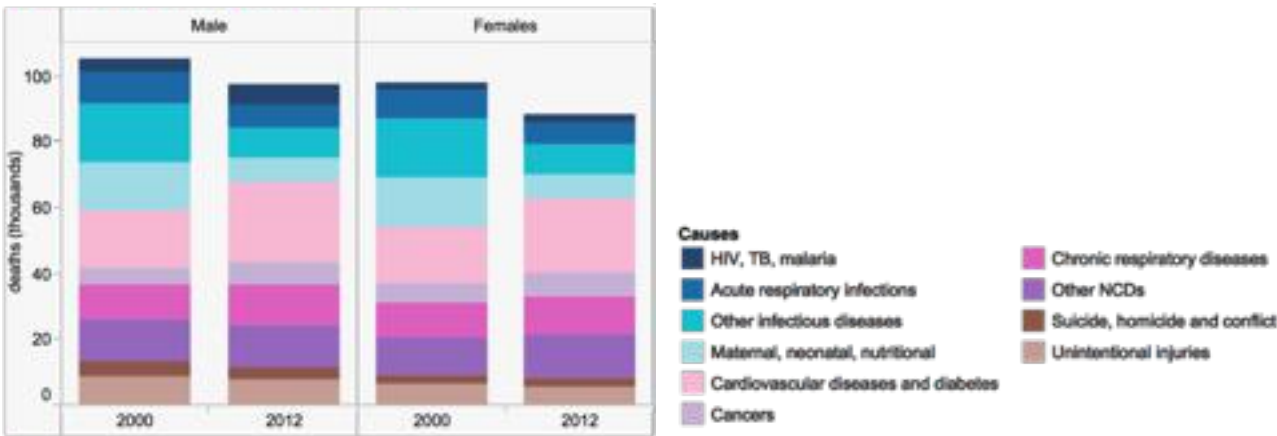 Male Females
deaths (thousands)
100
80
60
40
20
0
2000 2012 2000 2012
Causes
HIV, TB, malaria
Acute respiratory infections
Other infectious diseases
Maternal, neonatal, nutritional
Cardiovascular diseases and diabetes
Cancers
Chronic respiratory diseases
Other NCDs
Suicide, homicide and conflict
Unintentional injuries